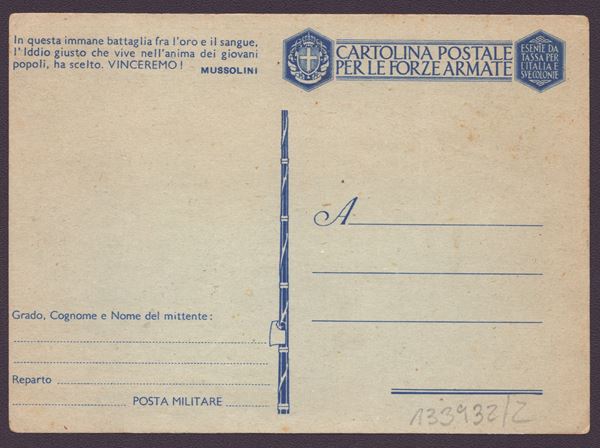 In questa immane battaglia fra l'oro e il sangue,
l'Iddio giusto che vive nell'anima dei giovani
popoli, ha scelto. VINCEREMO! MUSSOLINI
CARTOLINA POSTALE
PER LE FORZE ARMATE
ESENTE DA
TASSA PER
L'ITALIA E
SVE COLONIE
A
Grado, Cognome e Nome del mittente:
Reparto
POSTA MILITARE
133932/2